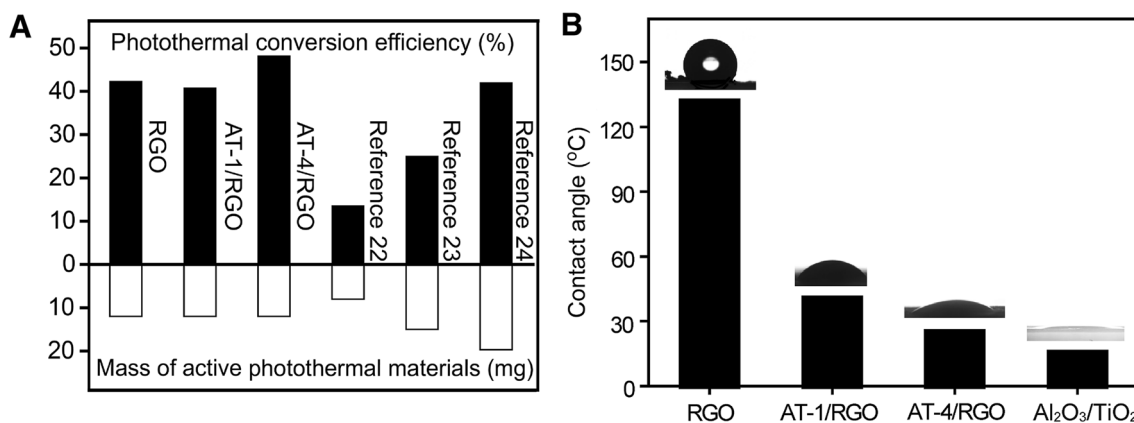 A
Photothermal conversion efficiency (%)
50
40
30
20
10
0
10
20
RGO
AT-1/RGO
AT-4/RGO
Reference 22
Reference 23
Reference 24
Mass of active photothermal materials (mg)
B
Contact angle (°C)
150
120
90
60
30
0
RGO
AT-1/RGO
AT-4/RGO
Al₂O₃/TiO₂